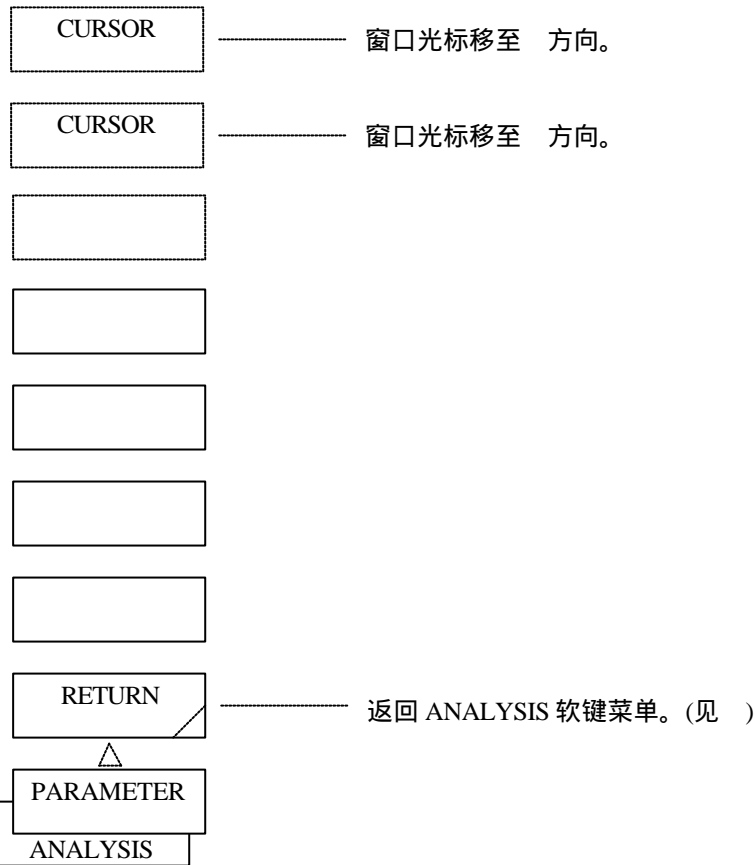 CURSOR 窗口光标移至 方向。
CURSOR 窗口光标移至 方向。
RETURN 返回 ANALYSIS 软键菜单。(见 )
PARAMETER
ANALYSIS